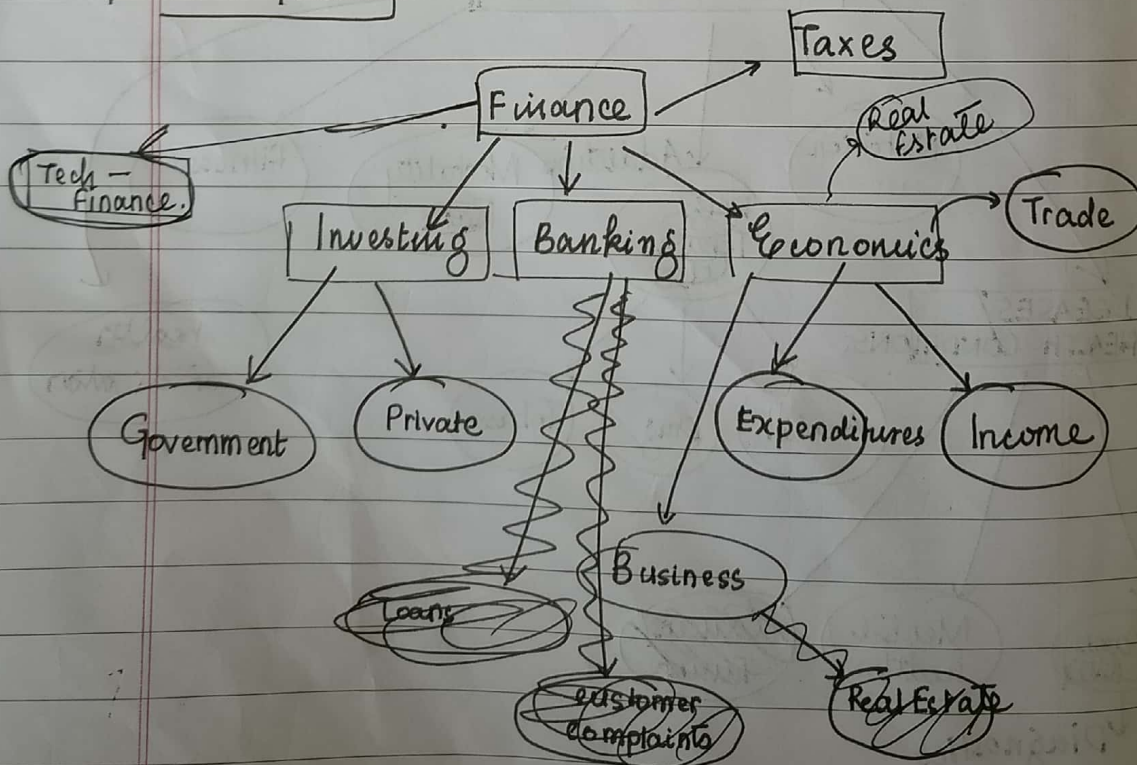 Taxes
Finance
Real
Estate
Tech –
finance.
Investing
Banking
Economics
Trade
Government
Private
Expenditures
Income
Business
Loans
customer
complaints
Real Estate